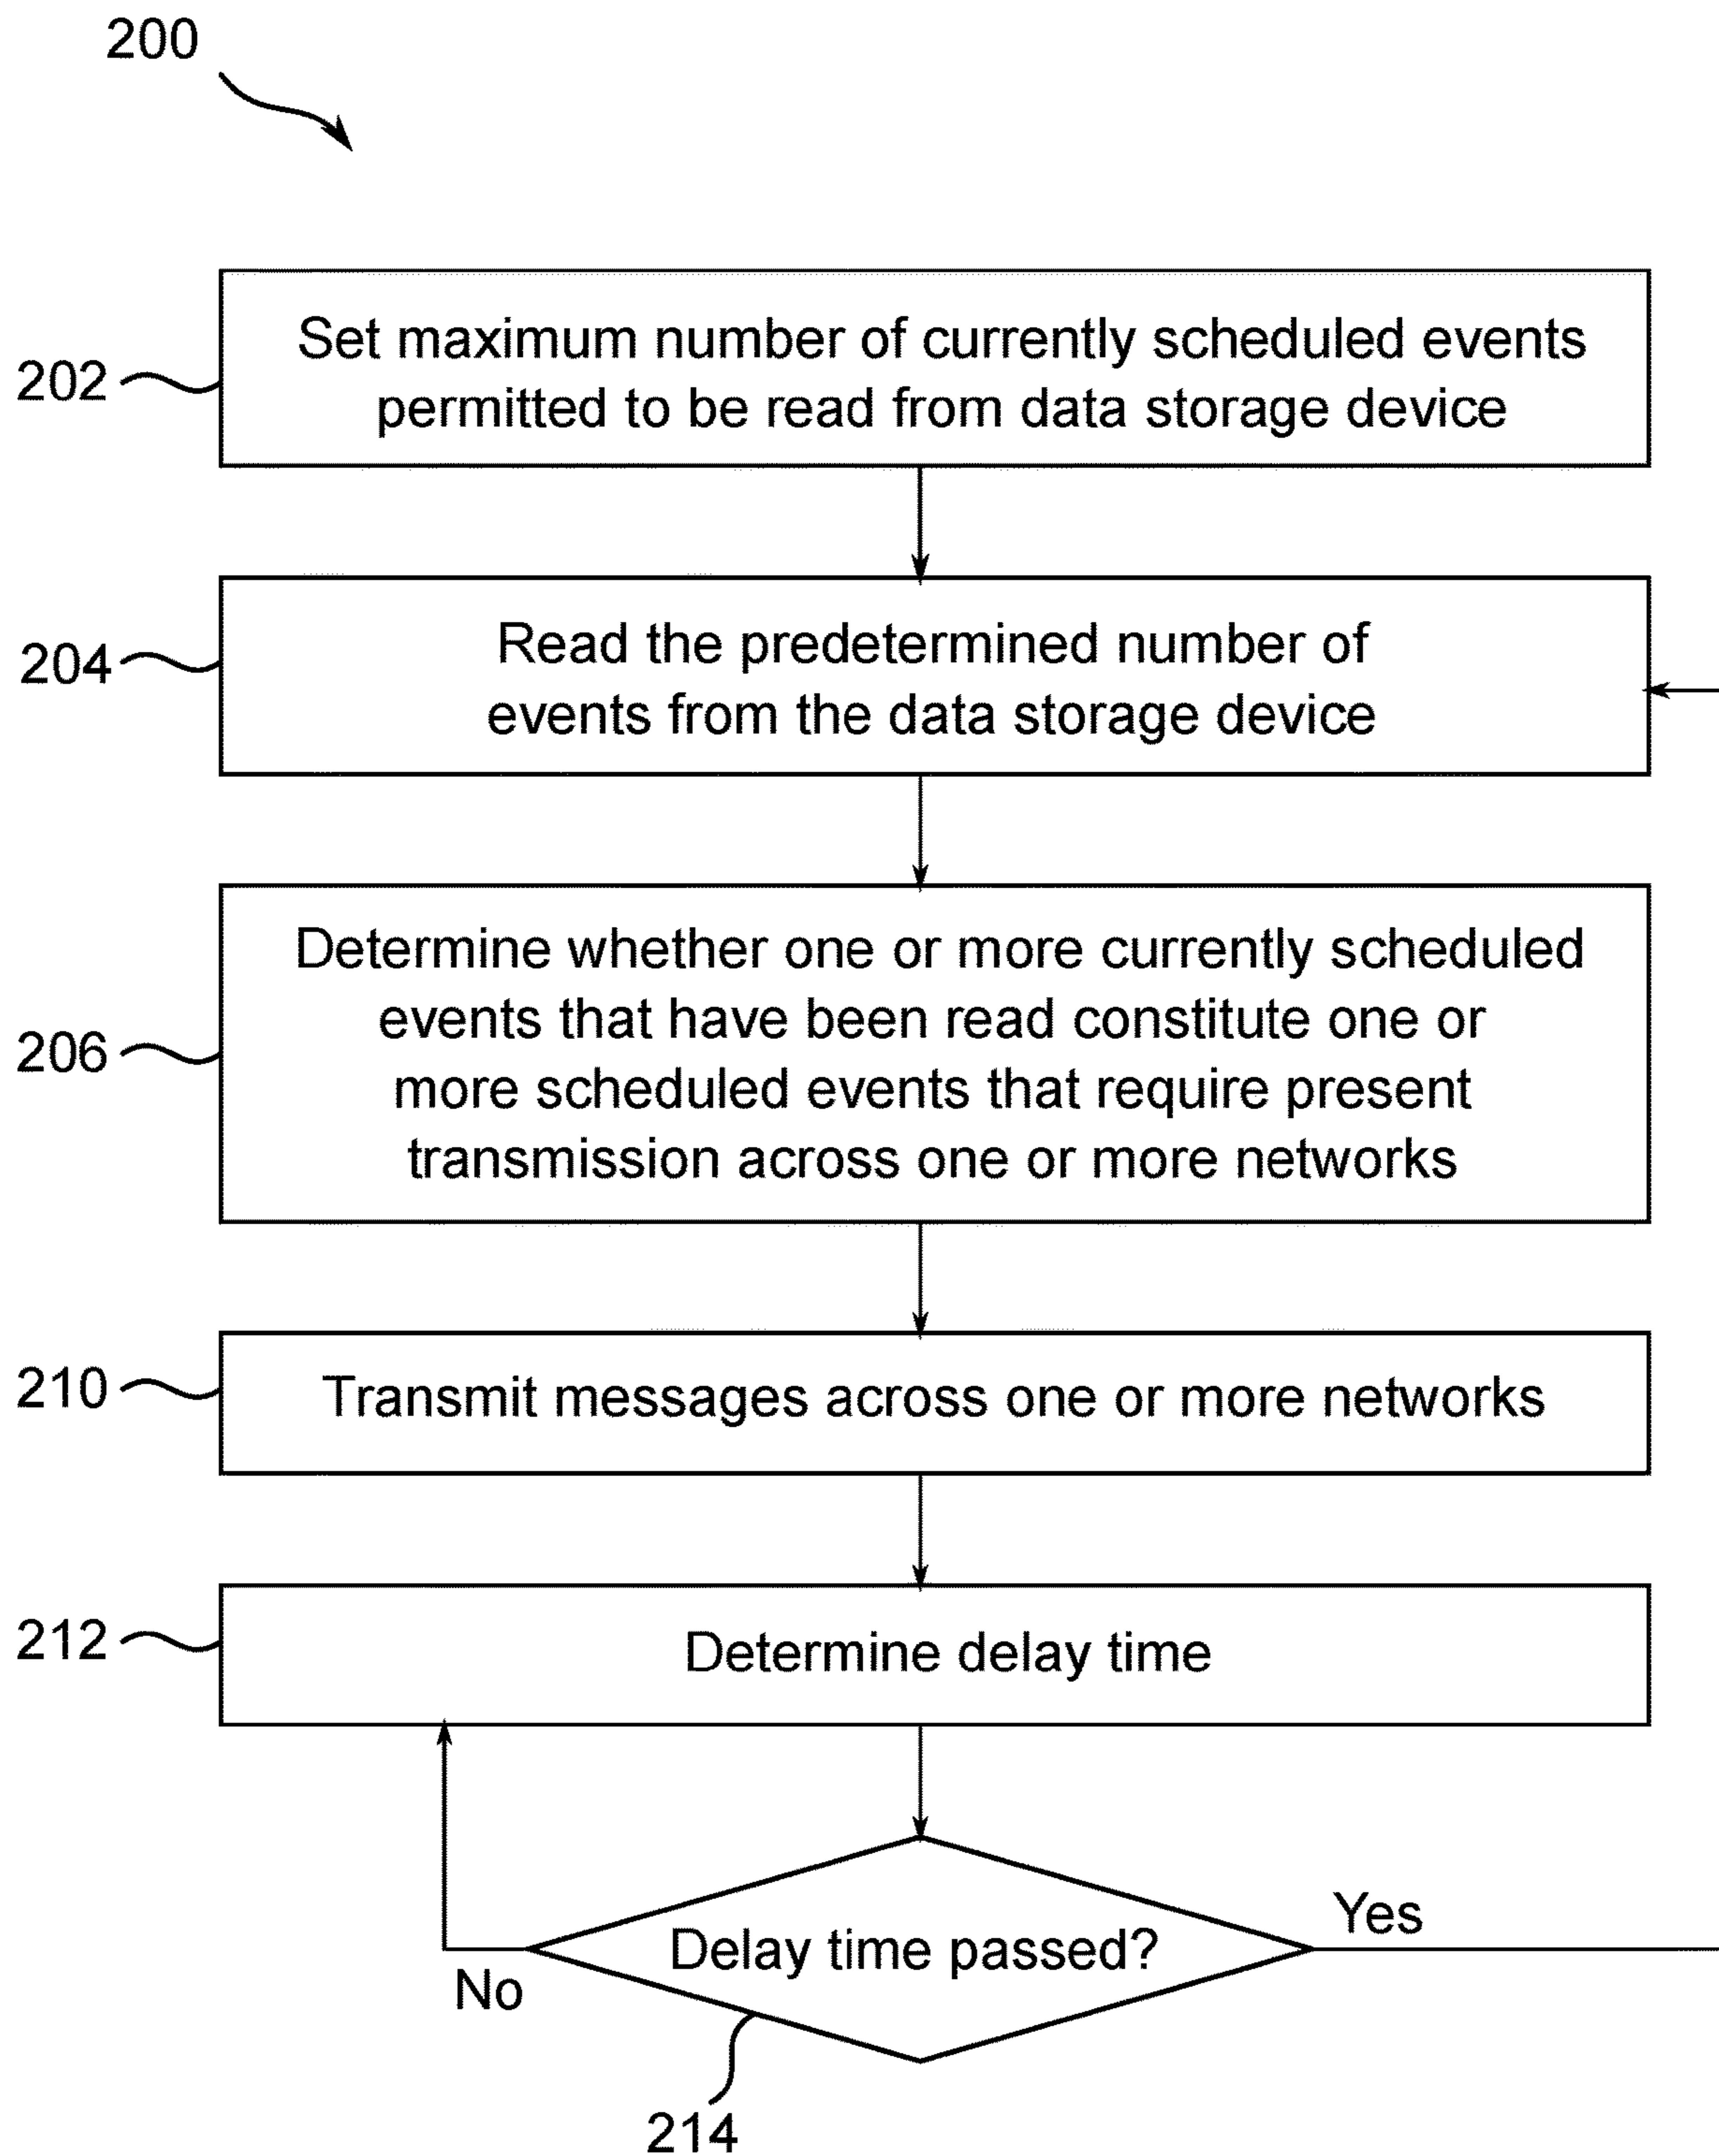 200
202
Set maximum number of currently scheduled events
permitted to be read from data storage device
204
Read the predetermined number of
events from the data storage device
206
Determine whether one or more currently scheduled
events that have been read constitute one or
more scheduled events that require present
transmission across one or more networks
210
Transmit messages across one or more networks
212
Determine delay time
Delay time passed?
Yes
No
214